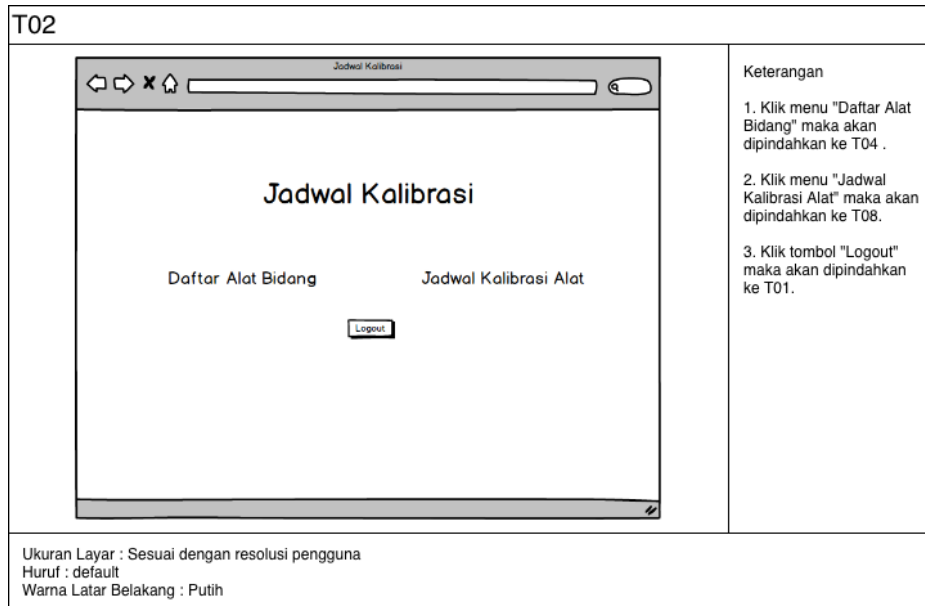 T02
Jadwal Kalibrasi
Jadwal Kalibrasi
Daftar Alat Bidang
Jadwal Kalibrasi Alat
Logout
Keterangan
1. Klik menu "Daftar Alat
Bidang" maka akan
dipindahkan ke T04 .
2. Klik menu "Jadwal
Kalibrasi Alat" maka akan
dipindahkan ke T08.
3. Klik tombol "Logout"
maka akan dipindahkan
ke T01.
Ukuran Layar : Sesuai dengan resolusi pengguna
Huruf : default
Warna Latar Belakang : Putih